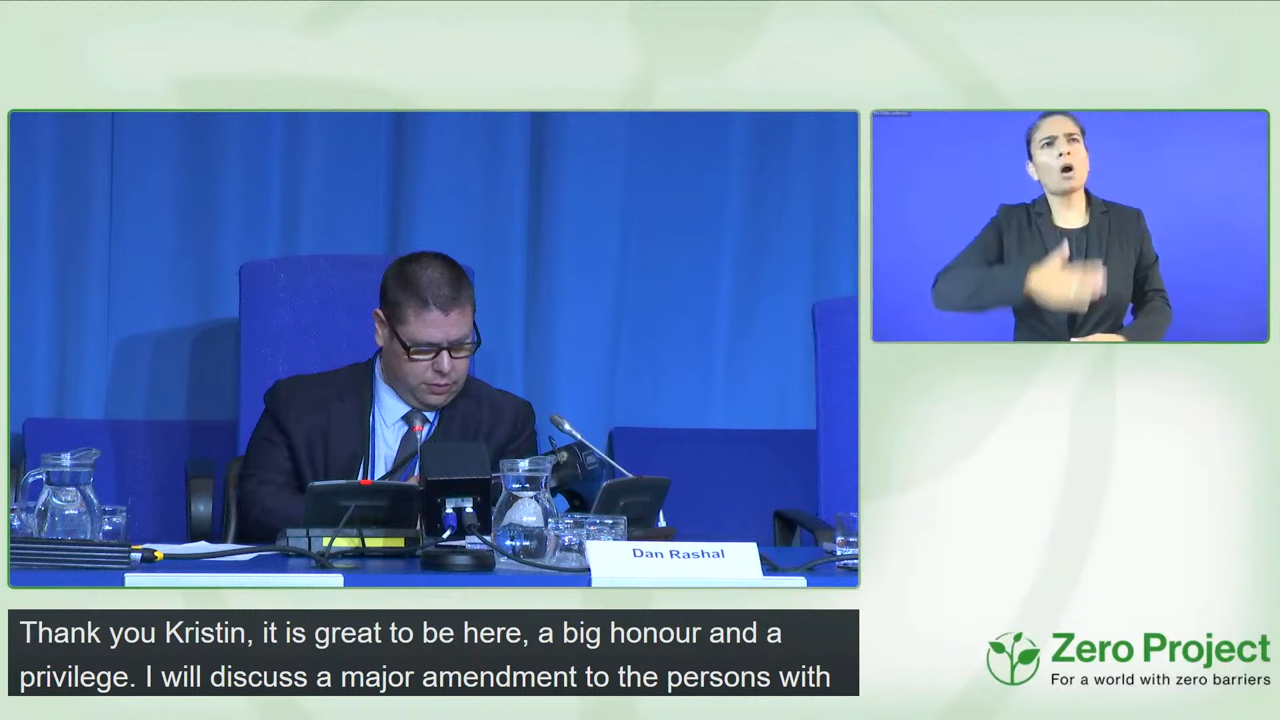 Dan Rashal
Thank you Kristin, it is great to be here, a big honour and a
privilege. I will discuss a major amendment to the persons with
Zero Project
For a world with zero barriers